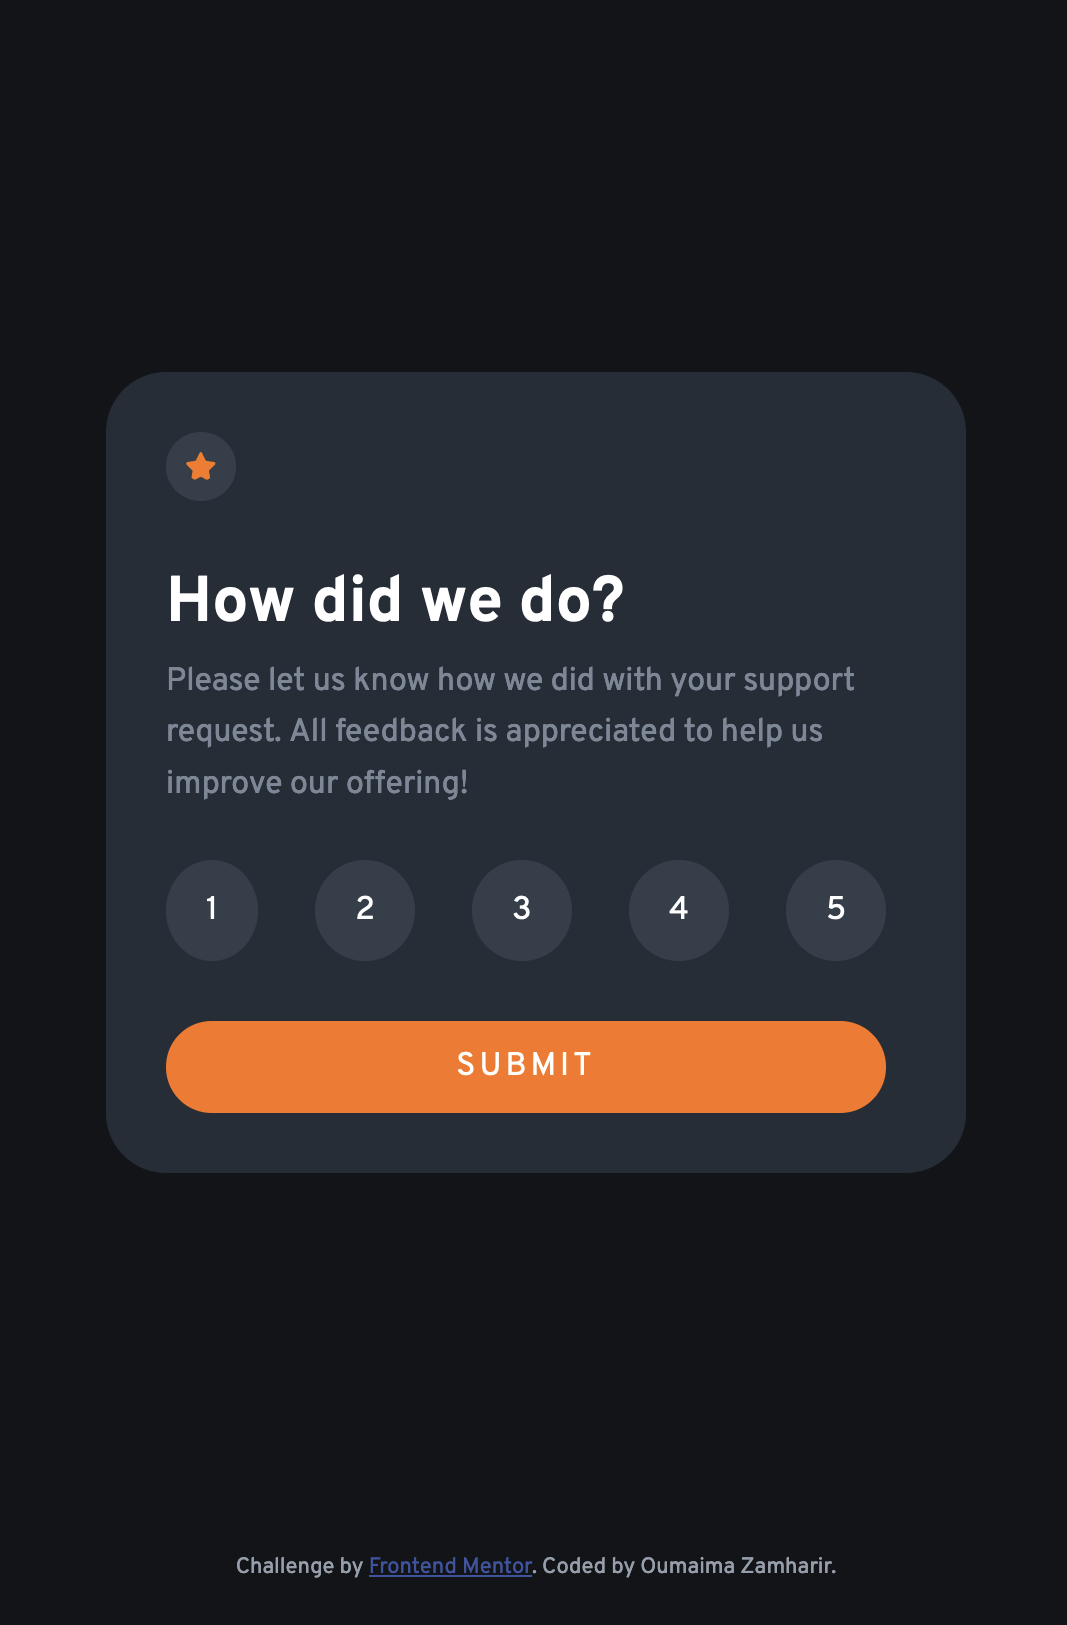 How did we do?
Please let us know how we did with your support
request. All feedback is appreciated to help us
improve our offering!
1 2 3 4 5
SUBMIT
Challenge by Frontend Mentor. Coded by Oumaima Zamharir.